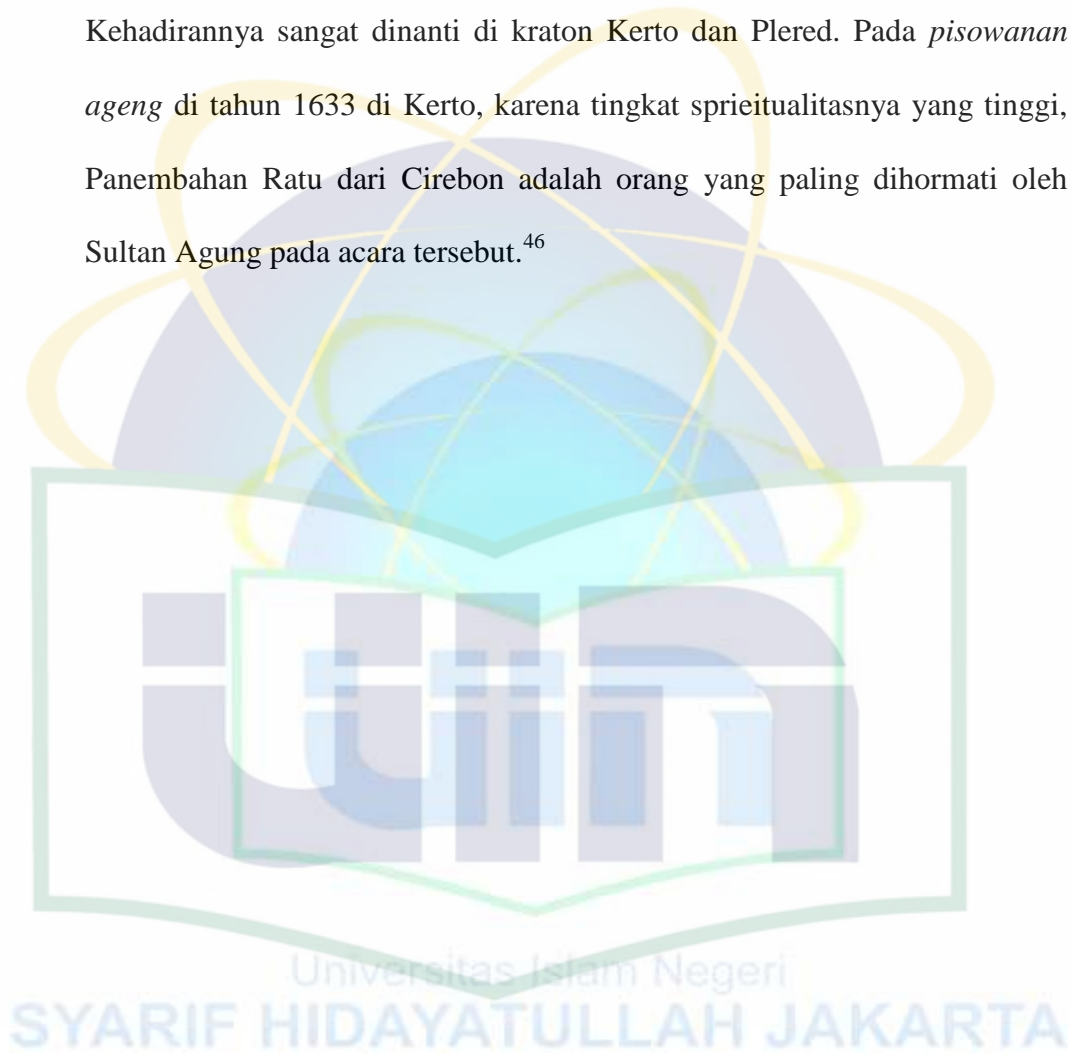 Kehadirannya sangat dinanti di kraton Kerto dan Plered. Pada pisowanan
ageng di tahun 1633 di Kerto, karena tingkat sprieitualitasnya yang tinggi,
Panembahan Ratu dari Cirebon adalah orang yang paling dihormati oleh
Sultan Agung pada acara tersebut.46
uin
Universitas Islam Negeri
SYARIF HIDAYATULLAH JAKARTA